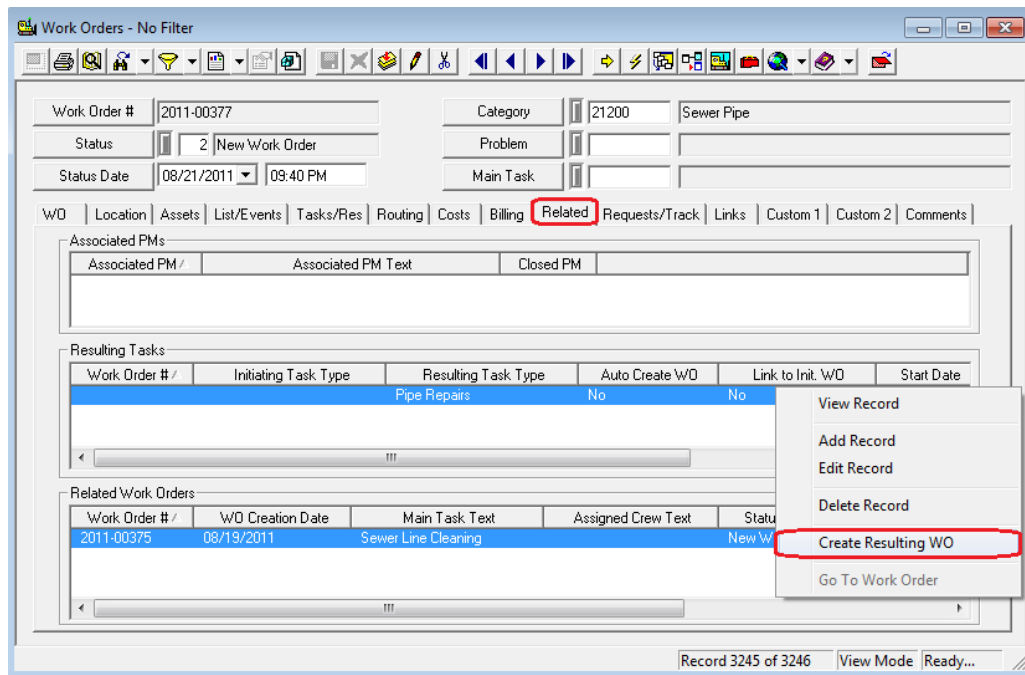 Work Orders - No Filter
Work Order # 2011-00377 Category 21200 Sewer Pipe
Status 2 New Work Order Problem
Status Date 08/21/2011 09:40 PM Main Task
WO Location Assets List/Events Tasks/Res Routing Costs Billing Related Requests/Track Links Custom 1 Custom 2 Comments
Associated PMs
Associated PM Associated PM Text Closed PM
Resulting Tasks
Work Order # Initiating Task Type Resulting Task Type Auto Create WO Link to Init. WO Start Date
Pipe Repairs No No
View Record
Add Record
Edit Record
Delete Record
Create Resulting WO
Go To Work Order
Related Work Orders
Work Order # WO Creation Date Main Task Text Assigned Crew Text Statu
2011-00375 08/19/2011 Sewer Line Cleaning New W
Record 3245 of 3246 View Mode Ready...